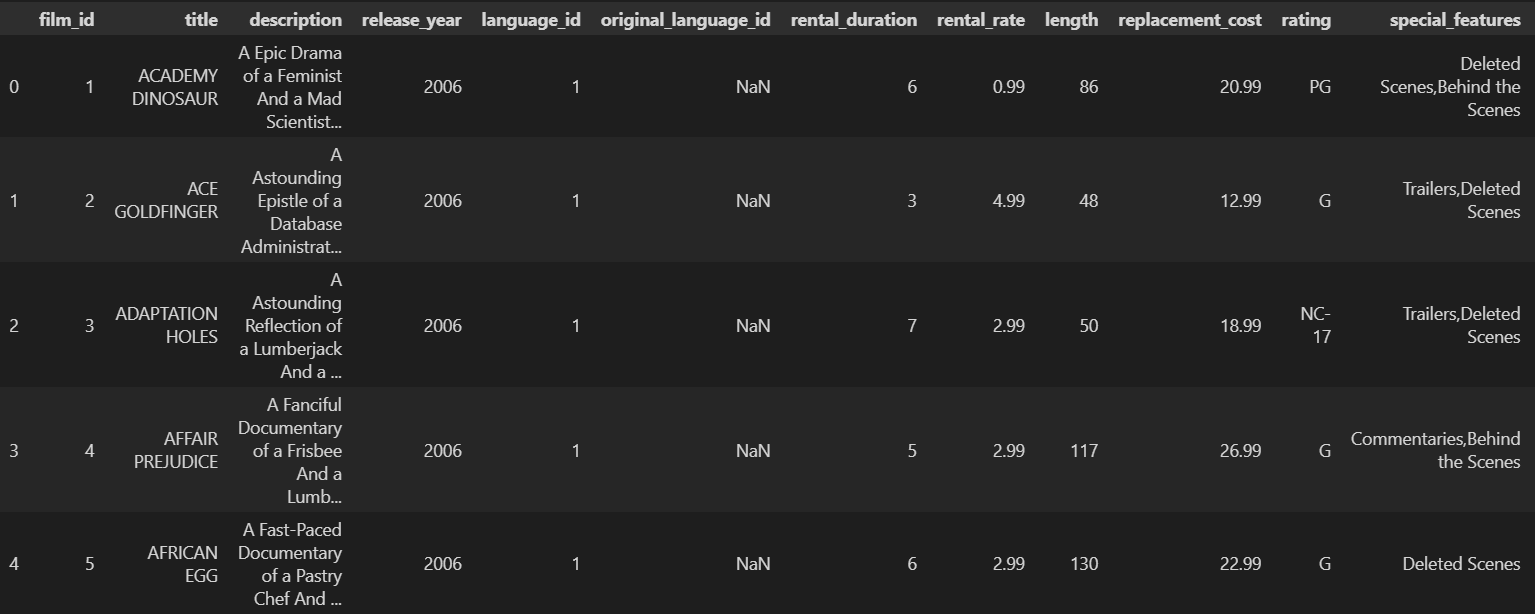 film_id title description release_year language_id original_language_id rental_duration rental_rate length replacement_cost rating special_features
0 1 ACADEMY DINOSAUR A Epic Drama of a Feminist And a Mad Scientist... 2006 1 NaN 6 0.99 86 20.99 PG Deleted Scenes,Behind the Scenes
1 2 ACE GOLDFINGER A Astounding Epistle of a Database Administrat... 2006 1 NaN 3 4.99 48 12.99 G Trailers,Deleted Scenes
2 3 ADAPTATION HOLES A Astounding Reflection of a Lumberjack And a ... 2006 1 NaN 7 2.99 50 18.99 NC-17 Trailers,Deleted Scenes
3 4 AFFAIR PREJUDICE A Fanciful Documentary of a Frisbee And a Lumb... 2006 1 NaN 5 2.99 117 26.99 G Commentaries,Behind the Scenes
4 5 AFRICAN EGG A Fast-Paced Documentary of a Pastry Chef And ... 2006 1 NaN 6 2.99 130 22.99 G Deleted Scenes